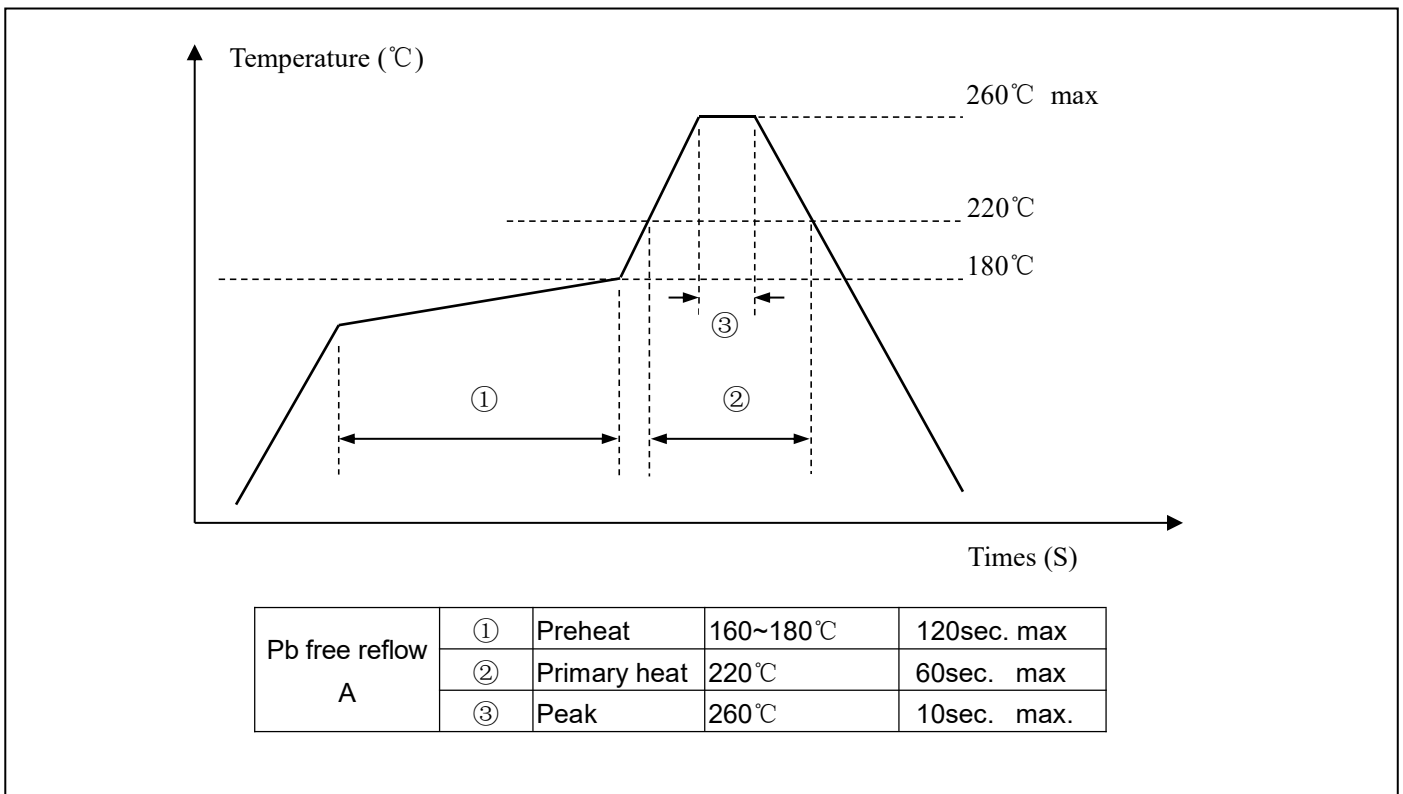 Temperature (℃)
260℃ max
220℃
180℃
③
① ②
Times (S)
Pb free reflow A
① Preheat 160~180℃ 120sec. max
② Primary heat 220℃ 60sec. max
③ Peak 260℃ 10sec. max.